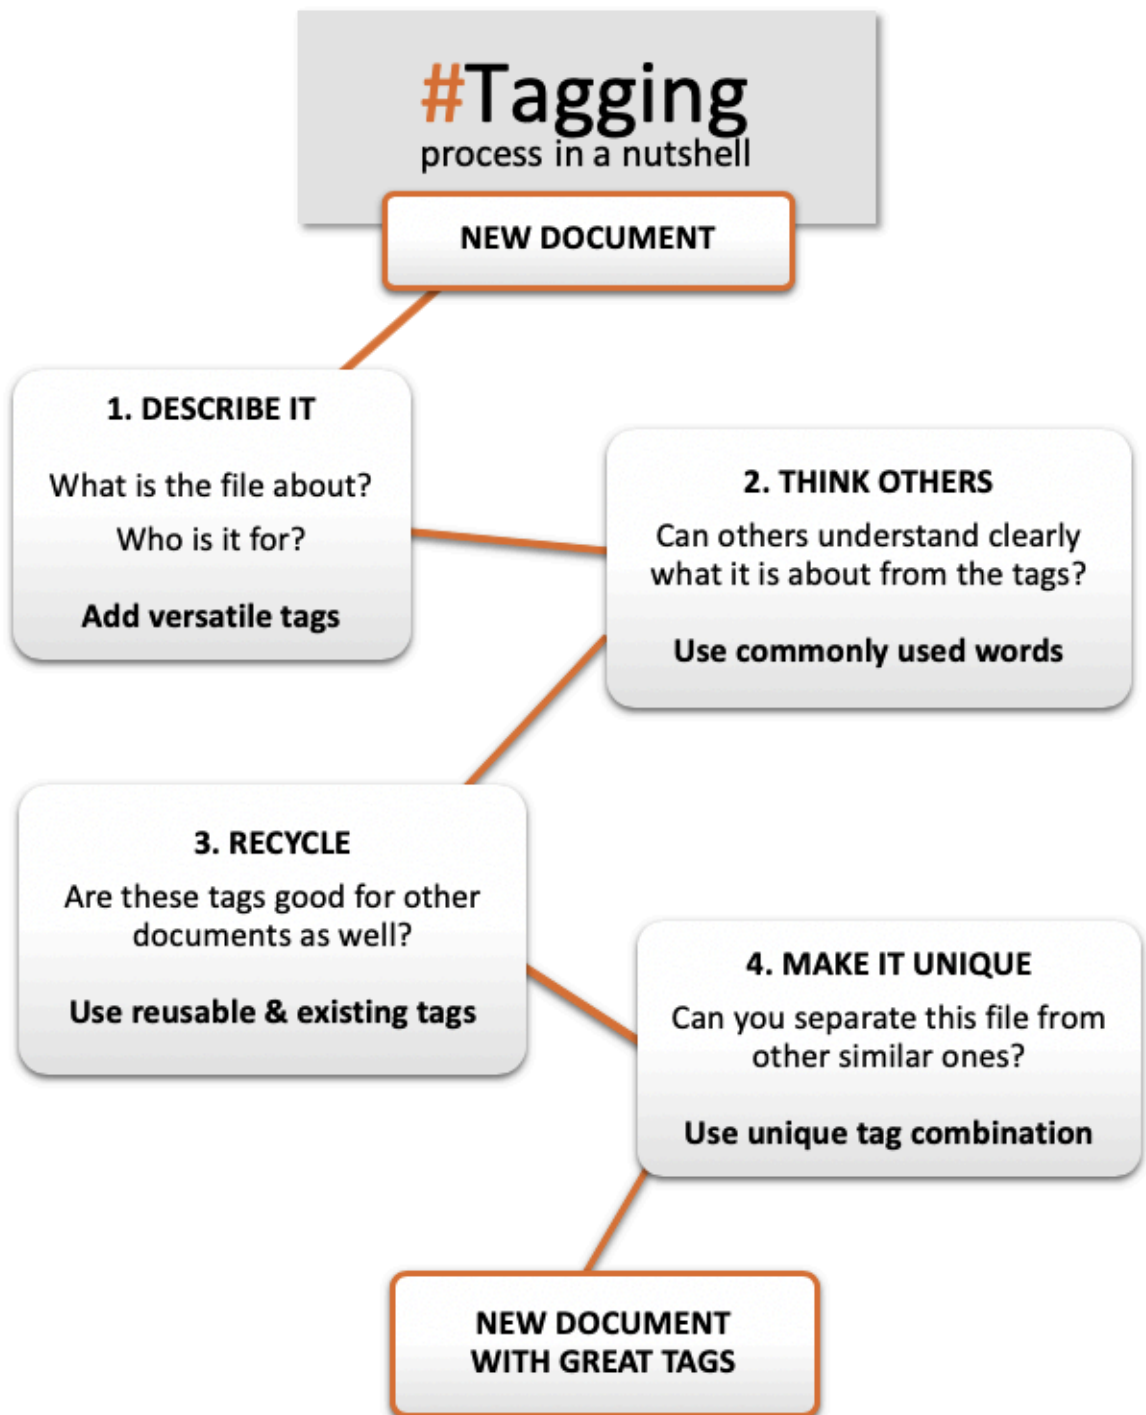 #Tagging
process in a nutshell
NEW DOCUMENT
1. DESCRIBE IT
What is the file about?
Who is it for?
Add versatile tags
2. THINK OTHERS
Can others understand clearly
what it is about from the tags?
Use commonly used words
3. RECYCLE
Are these tags good for other
documents as well?
Use reusable & existing tags
4. MAKE IT UNIQUE
Can you separate this file from
other similar ones?
Use unique tag combination
NEW DOCUMENT
WITH GREAT TAGS